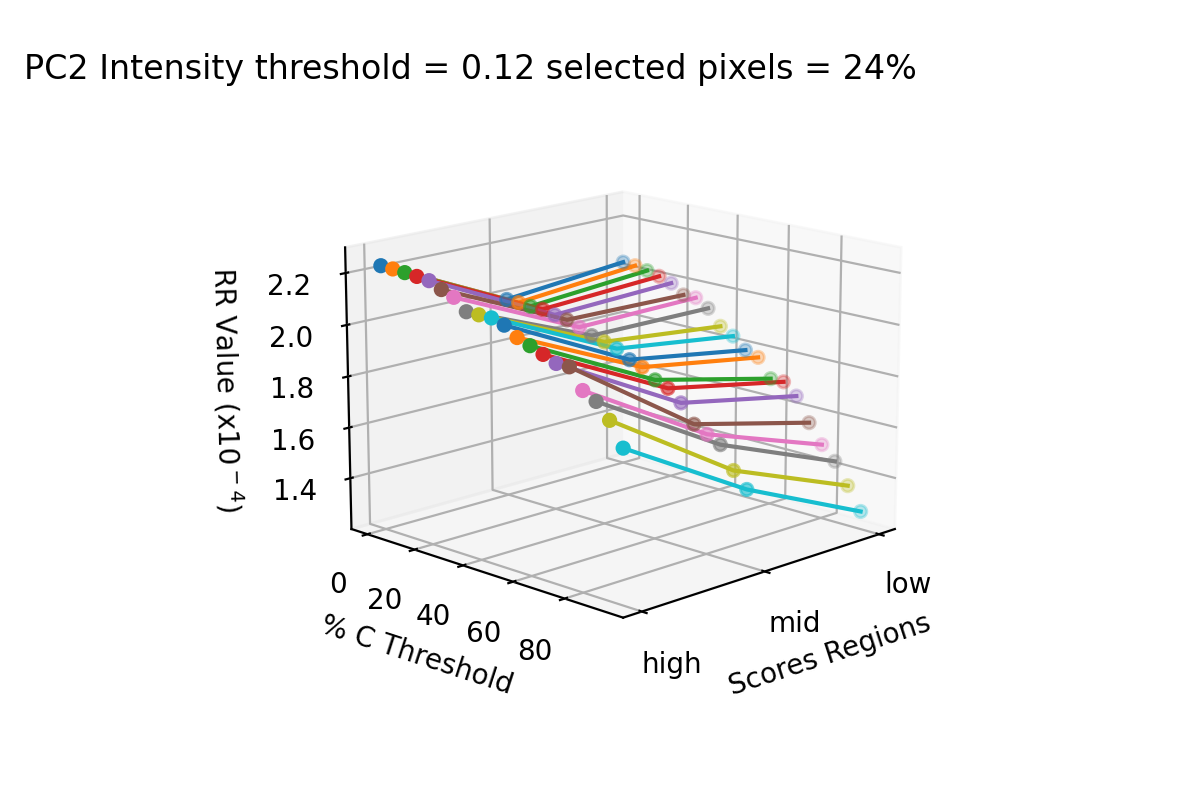 PC2 Intensity threshold = 0.12 selected pixels = 24%
RR Value (x10⁻⁴)
2.2
2.0
1.8
1.6
1.4
0
20
40
60
80
% C Threshold
high
mid
low
Scores Regions